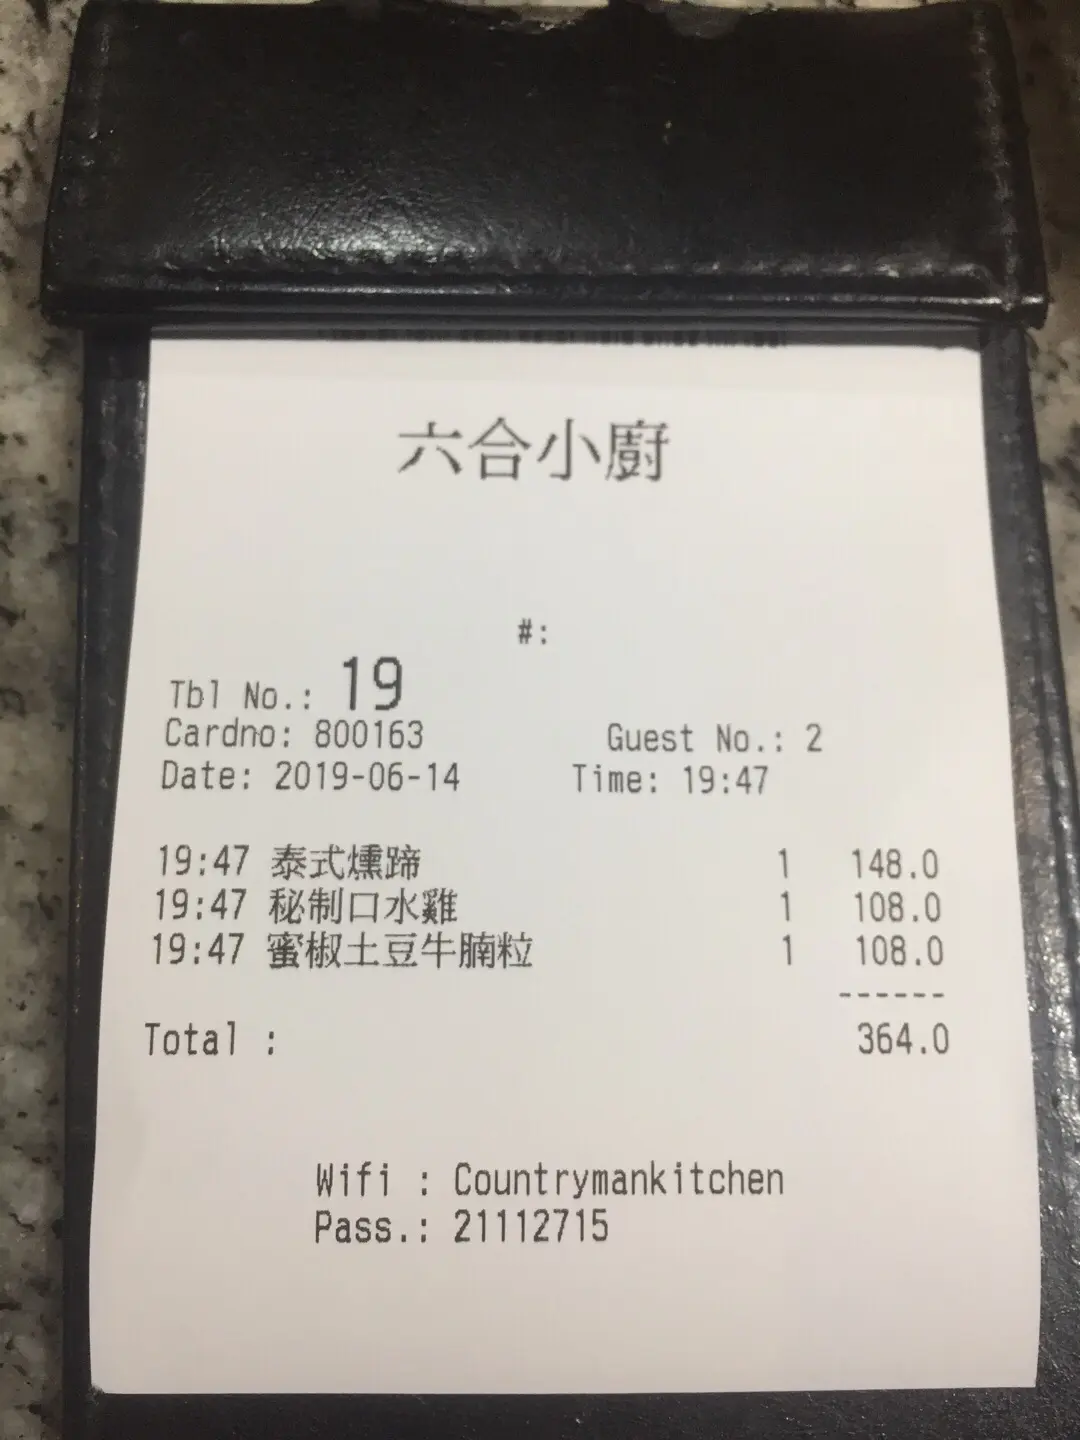 六合小廚
#:
Tbl No.: 19
Cardno: 800163 Guest No.: 2
Date: 2019-06-14 Time: 19:47
19:47 泰式燻蹄 1 148.0
19:47 秘制口水雞 1 108.0
19:47 蜜椒土豆牛腩粒 1 108.0
------
Total : 364.0
Wifi : Countrymankitchen
Pass.: 21112715